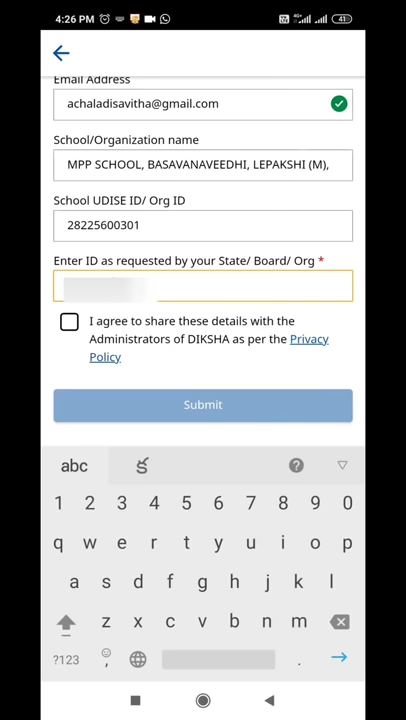 4:26 PM
41
Email Address
achaladisavitha@gmail.com
School/Organization name
MPP SCHOOL, BASAVANAVEEDHI, LEPAKSHI (M),
School UDISE ID/ Org ID
28225600301
Enter ID as requested by your State/ Board/ Org *
I agree to share these details with the
Administrators of DIKSHA as per the Privacy
Policy
Submit
abc క ?
1 2 3 4 5 6 7 8 9 0
q w e r t y u i o p
a s d f g h j k l
z x c v b n m
?123 , .